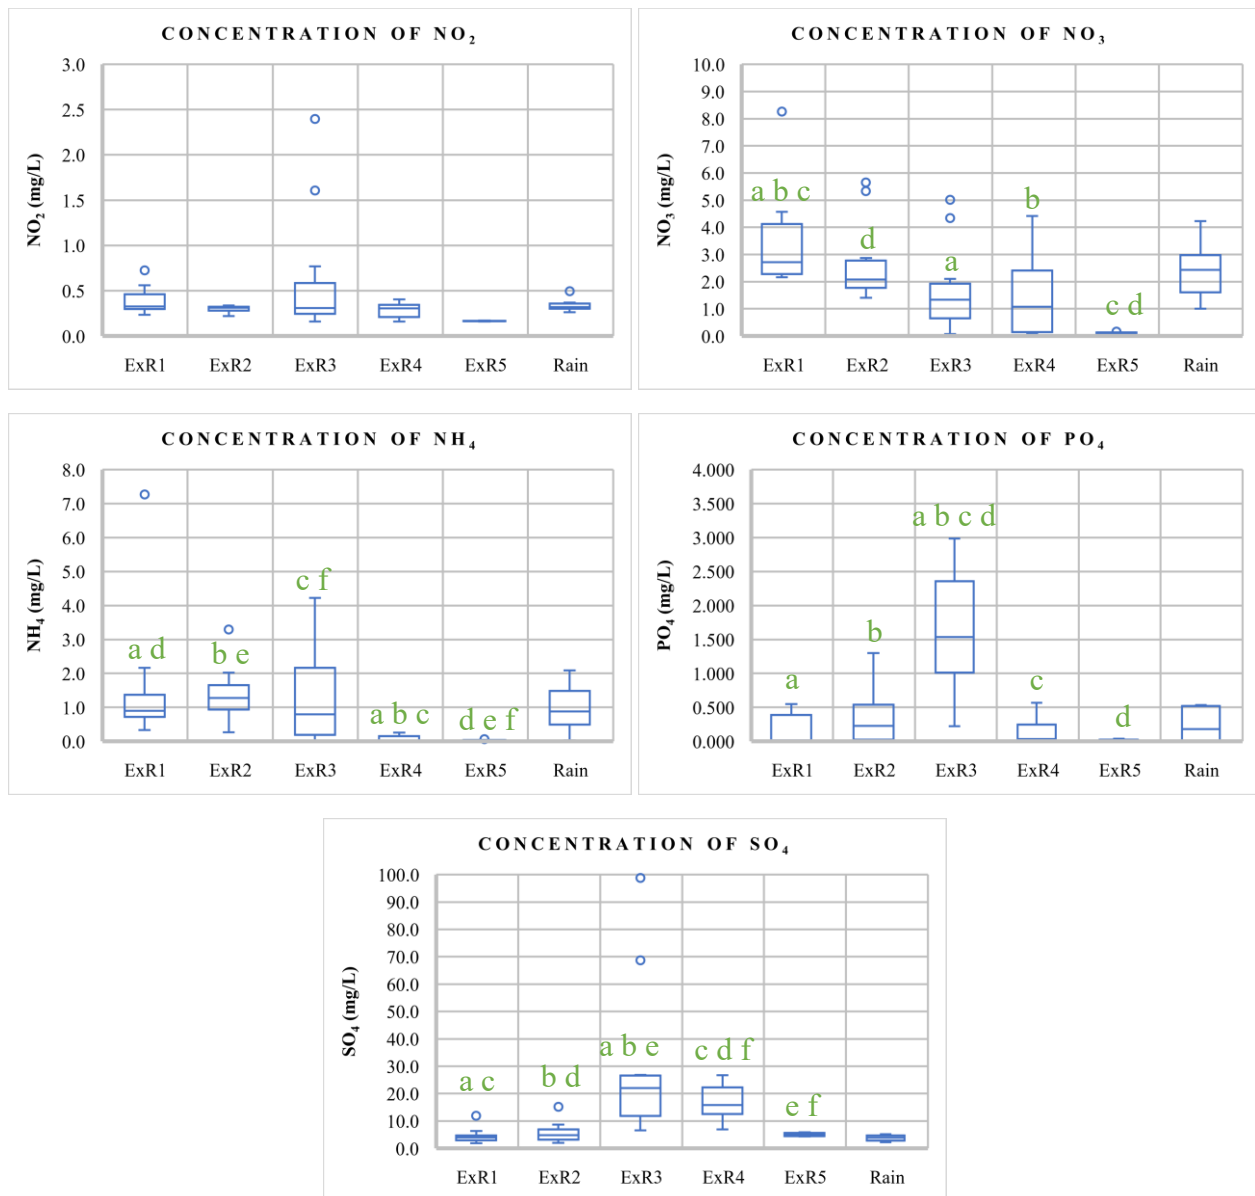 CONCENTRATION OF NO₂
NO₂ (mg/L)
3.0
2.5
2.0
1.5
1.0
0.5
0.0
ExR1 ExR2 ExR3 ExR4 ExR5 Rain
CONCENTRATION OF NO₃
NO₃ (mg/L)
10.0
9.0
8.0
7.0
6.0
5.0
4.0
3.0
2.0
1.0
0.0
a b c
d
a
b
c d
ExR1 ExR2 ExR3 ExR4 ExR5 Rain
CONCENTRATION OF NH₄
NH₄ (mg/L)
8.0
7.0
6.0
5.0
4.0
3.0
2.0
1.0
0.0
a d
b e
c f
a b c
d e f
ExR1 ExR2 ExR3 ExR4 ExR5 Rain
CONCENTRATION OF PO₄
PO₄ (mg/L)
4.000
3.500
3.000
2.500
2.000
1.500
1.000
0.500
0.000
a
b
a b c d
c
d
ExR1 ExR2 ExR3 ExR4 ExR5 Rain
CONCENTRATION OF SO₄
SO₄ (mg/L)
100.0
90.0
80.0
70.0
60.0
50.0
40.0
30.0
20.0
10.0
0.0
a c
b d
a b e
c d f
e f
ExR1 ExR2 ExR3 ExR4 ExR5 Rain